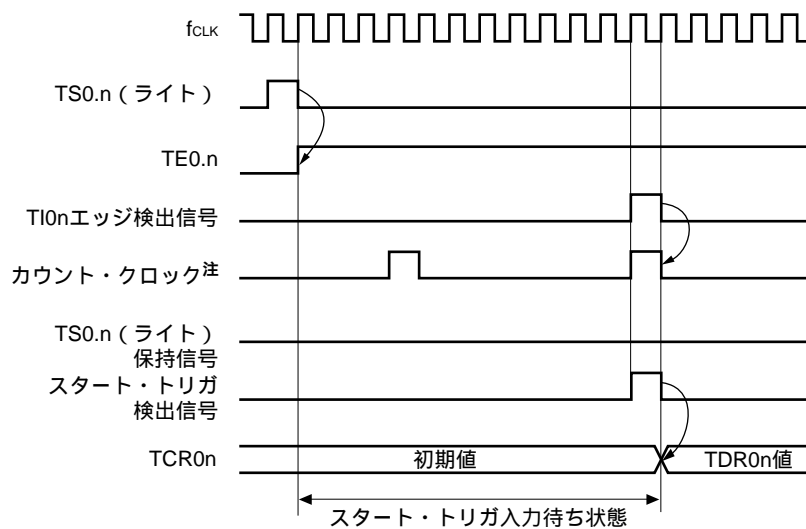 fCLK
TS0.n（ライト）
TE0.n
TI0nエッジ検出信号
カウント・クロック注
TS0.n（ライト）
保持信号
スタート・トリガ
検出信号
TCR0n
初期値
TDR0n値
スタート・トリガ入力待ち状態